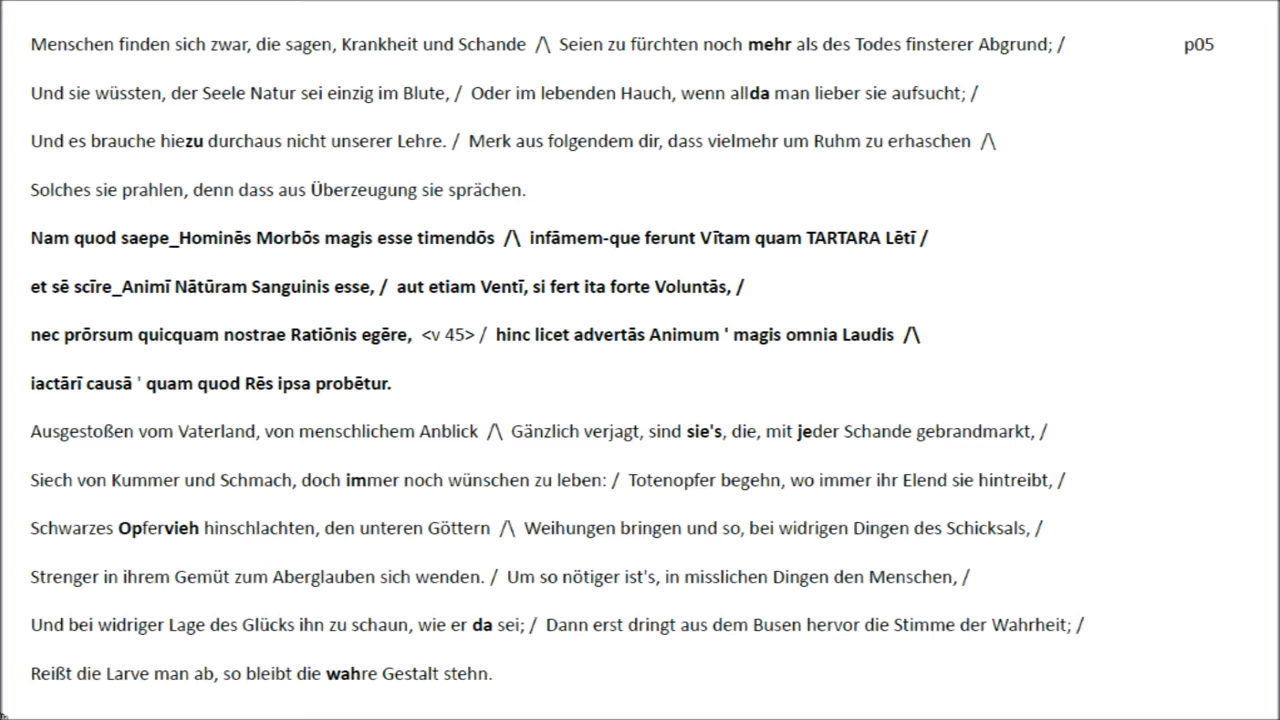 Menschen finden sich zwar, die sagen, Krankheit und Schande /\ Seien zu fürchten noch mehr als des Todes finsterer Abgrund; / p05
Und sie wüssten, der Seele Natur sei einzig im Blute, / Oder im lebenden Hauch, wenn allda man lieber sie aufsucht; /
Und es brauche hiezu durchaus nicht unserer Lehre. / Merk aus folgendem dir, dass vielmehr um Ruhm zu erhaschen /\
Solches sie prahlen, denn dass aus Überzeugung sie sprächen.
Nam quod saepe_Hominēs Morbōs magis esse timendōs /\ infāmem-que ferunt Vītam quam TARTARA Lētī /
et sē scīre_Animī Nātūram Sanguinis esse, / aut etiam Ventī, si fert ita forte Voluntās, /
nec prōrsum quicquam nostrae Ratiōnis egēre, <v 45> / hinc licet advertās Animum ' magis omnia Laudis /\
iactārī causā ' quam quod Rēs ipsa probētur.
Ausgestoßen vom Vaterland, von menschlichem Anblick /\ Gänzlich verjagt, sind sie's, die, mit jeder Schande gebrandmarkt, /
Siech von Kummer und Schmach, doch immer noch wünschen zu leben: / Totenopfer begehn, wo immer ihr Elend sie hintreibt, /
Schwarzes Opfervieh hinschlachten, den unteren Göttern /\ Weihungen bringen und so, bei widrigen Dingen des Schicksals, /
Strenger in ihrem Gemüt zum Aberglauben sich wenden. / Um so nötiger ist's, in misslichen Dingen den Menschen, /
Und bei widriger Lage des Glücks ihn zu schaun, wie er da sei; / Dann erst dringt aus dem Busen hervor die Stimme der Wahrheit; /
Reißt die Larve man ab, so bleibt die wahre Gestalt stehn.